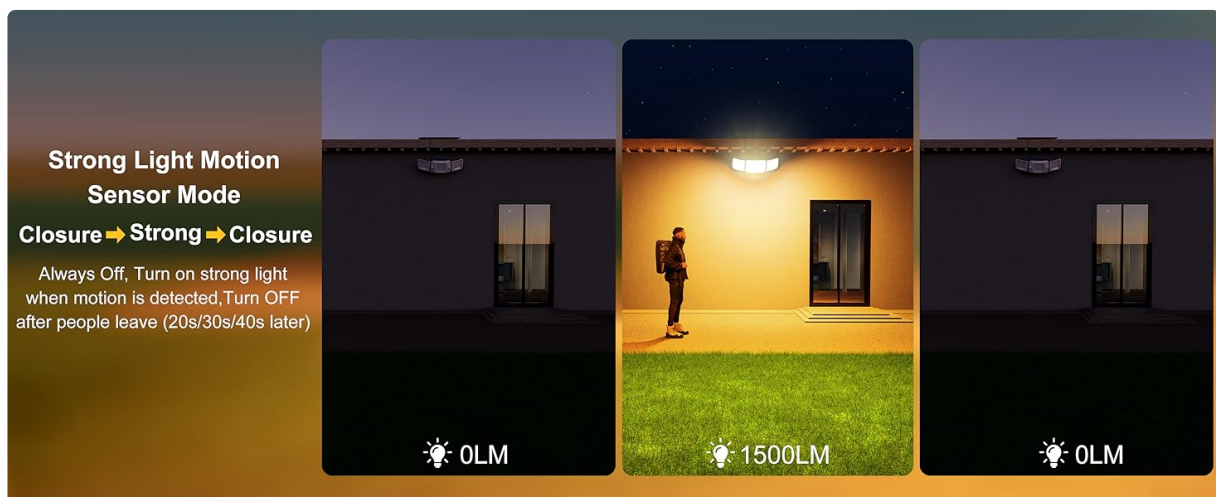 Strong Light Motion
Sensor Mode
Closure ➡ Strong ➡ Closure
Always Off, Turn on strong light
when motion is detected,Turn OFF
after people leave (20s/30s/40s later)
0LM
1500LM
0LM